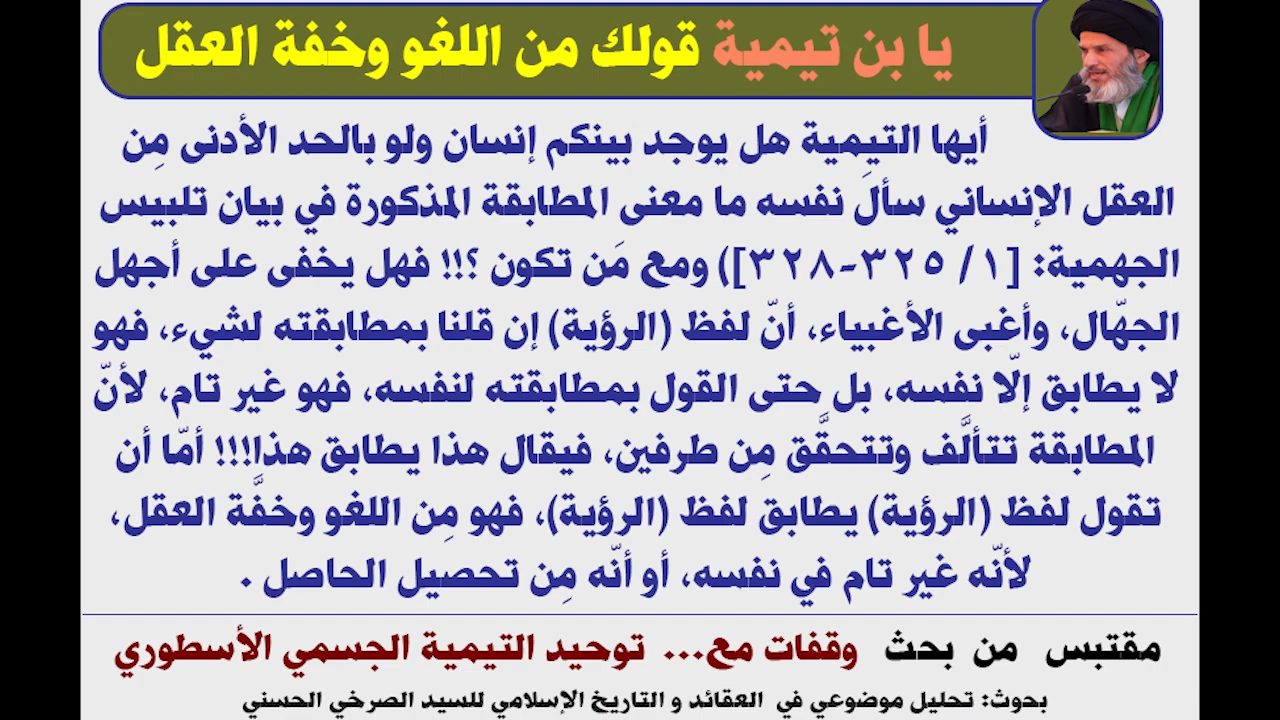 يا بن تيمية قولك من اللغو وخفة العقل
أيها التيمية هل يوجد بينكم إنسان ولو بالحد الأدنى مِن
العقل الإنساني سألَ نفسه ما معنى المطابقة المذكورة في بيان تلبيس
الجهمية: [١/ ٣٢٥-٣٢٨]) ومع مَن تكون ؟!! فهل يخفى على أجهل
الجهّال، وأغبى الأغبياء، أنّ لفظ (الرؤية) إن قلنا بمطابقته لشيء، فهو
لا يطابق إلّا نفسه، بل حتى القول بمطابقته لنفسه، فهو غير تام، لأنّ
المطابقة تتألَّف وتتحقَّق مِن طرفين، فيقال هذا يطابق هذا!!! أمّا أن
تقول لفظ (الرؤية) يطابق لفظ (الرؤية)، فهو مِن اللغو وخفَّة العقل،
لأنّه غير تام في نفسه، أو أنّه مِن تحصيل الحاصل .
مقتبس من بحث وقفات مع... توحيد التيمية الجسمي الأسطوري
بحوث: تحليل موضوعي في العقائد و التاريخ الإسلامي للسيد الصرخي الحسني